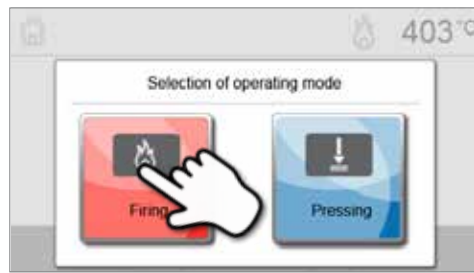 403 °C
Selection of operating mode
Firing
Pressing